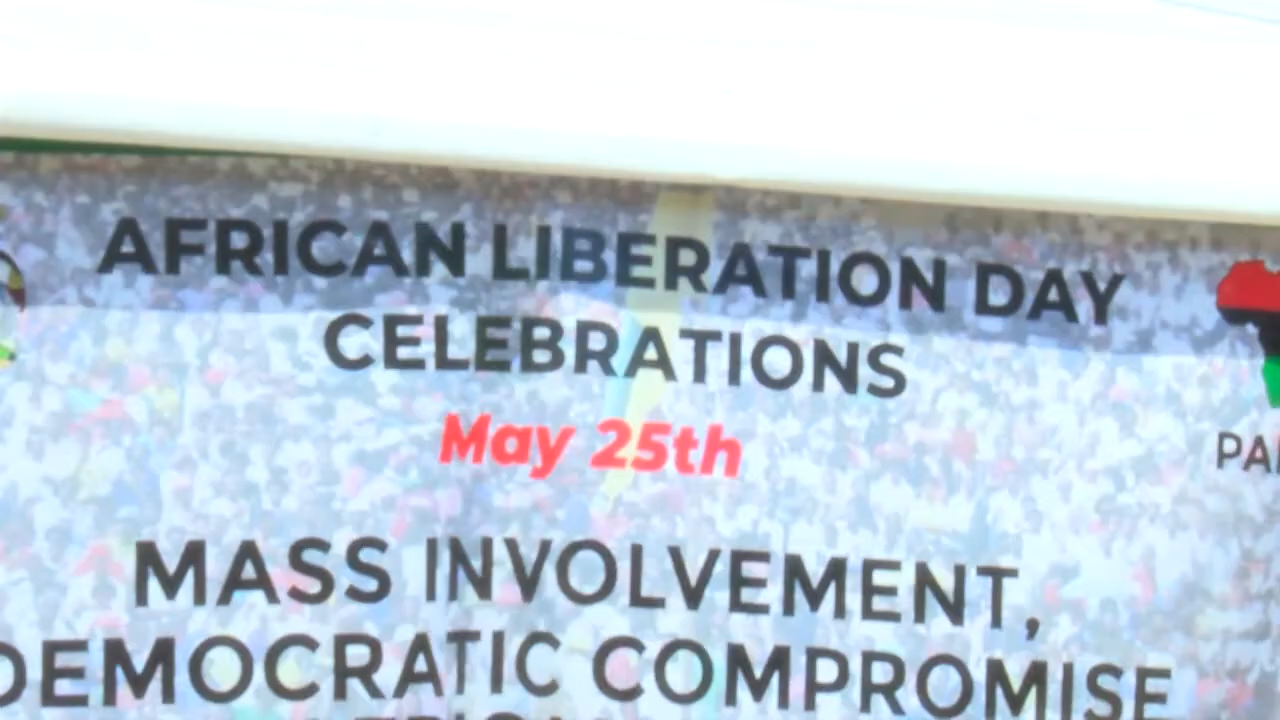 AFRICAN LIBERATION DAY
CELEBRATIONS
May 25th
MASS INVOLVEMENT,
DEMOCRATIC COMPROMISE